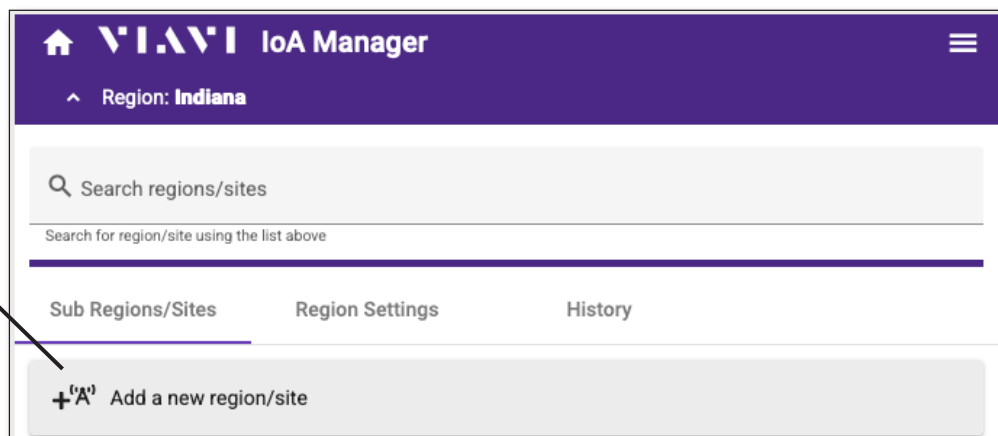 VIAVI IoA Manager
Region: Indiana
Search regions/sites
Search for region/site using the list above
Sub Regions/Sites Region Settings History
+((A)) Add a new region/site